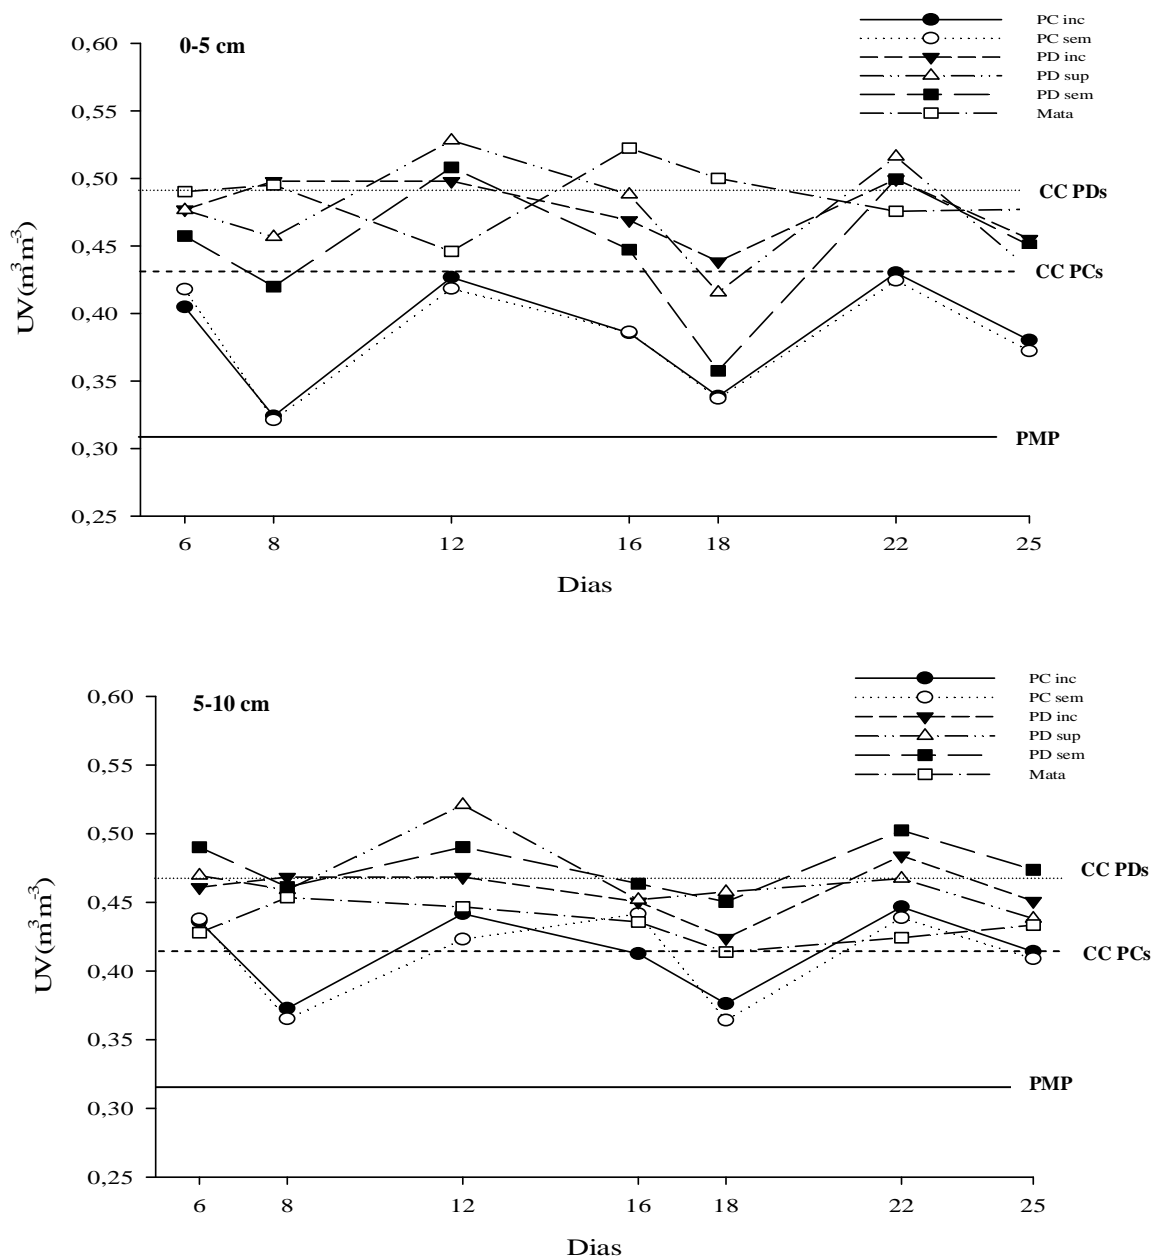 0-5 cm
PC inc
PC sem
PD inc
PD sup
PD sem
Mata
0,60
0,55
0,50
0,45
0,40
0,35
0,30
0,25
UV(m³m⁻³)
CC PDs
CC PCs
PMP
6 8 12 16 18 22 25
Dias
5-10 cm
PC inc
PC sem
PD inc
PD sup
PD sem
Mata
0,60
0,55
0,50
0,45
0,40
0,35
0,30
0,25
UV(m³m⁻³)
CC PDs
CC PCs
PMP
6 8 12 16 18 22 25
Dias